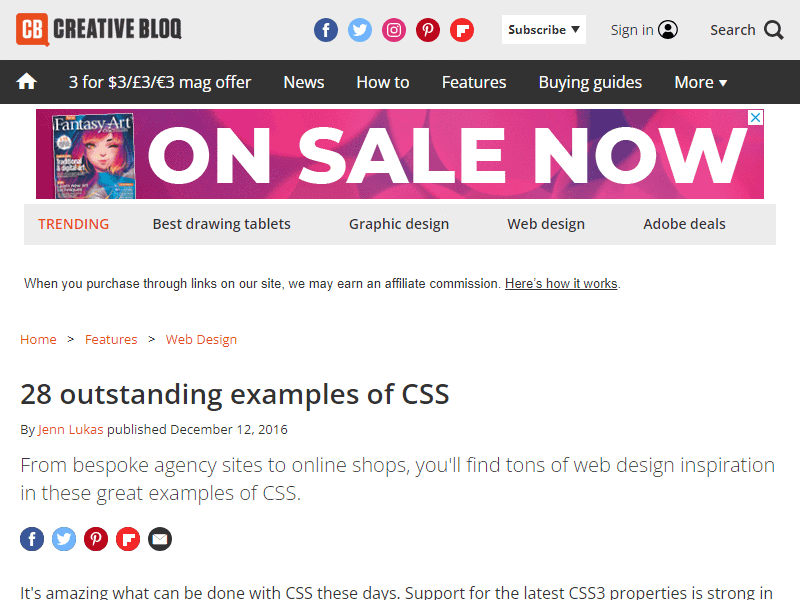 CB CREATIVE BLOQ
Subscribe ▼
Sign in
Search
3 for $3/£3/€3 mag offer
News
How to
Features
Buying guides
More ▼
Fantasy Art
ON SALE NOW
TRENDING
Best drawing tablets
Graphic design
Web design
Adobe deals
When you purchase through links on our site, we may earn an affiliate commission. Here's how it works.
Home > Features > Web Design
28 outstanding examples of CSS
By Jenn Lukas published December 12, 2016
From bespoke agency sites to online shops, you'll find tons of web design inspiration
in these great examples of CSS.
It's amazing what can be done with CSS these days. Support for the latest CSS3 properties is strong in